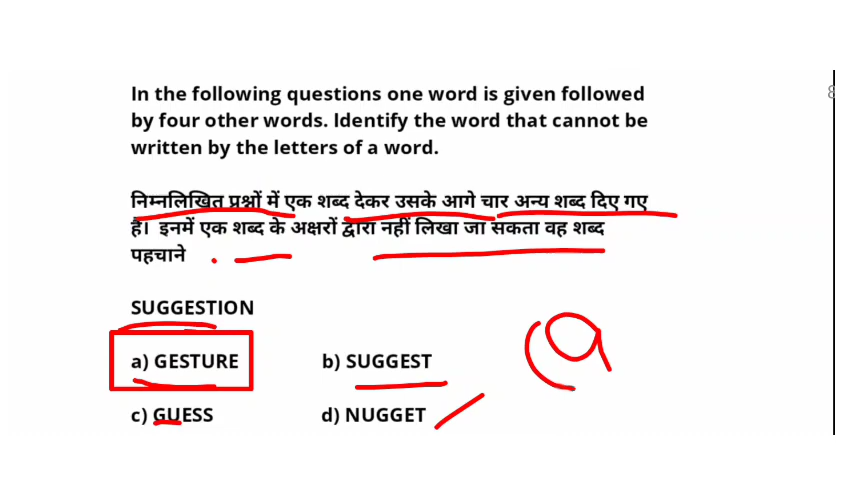 In the following questions one word is given followed
8
by four other words. Identify the word that cannot be
written by the letters of a word.
निम्नलिखित प्रश्नों में एक शब्द देकर उसके आगे चार अन्य शब्द दिए गए
है। इनमें एक शब्द के अक्षरों द्वारा नहीं लिखा जा सकता वह शब्द
पहचाने
SUGGESTION
a) GESTURE b) SUGGEST
(a
c) GUESS d) NUGGET